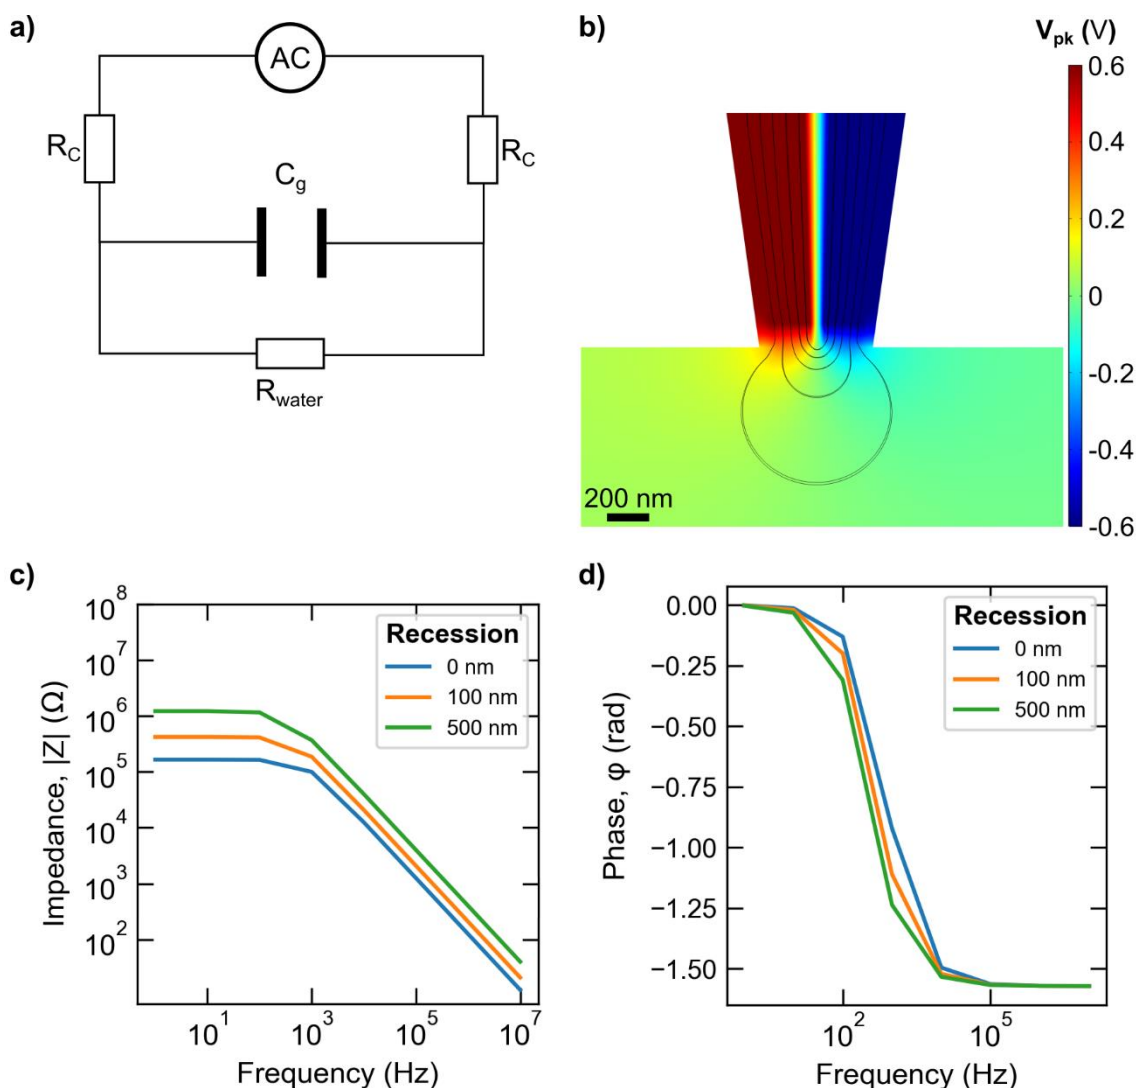 a)
AC
R_C
R_C
C_g
R_water
b)
V_pk (V)
0.6
0.4
0.2
0
-0.2
-0.4
-0.6
200 nm
c)
10^8
10^7
10^6
10^5
10^4
10^3
10^2
Impedance, |Z| (Ω)
Recession
0 nm
100 nm
500 nm
10^1
10^3
10^5
10^7
Frequency (Hz)
d)
0.00
−0.25
−0.50
−0.75
−1.00
−1.25
−1.50
Phase, φ (rad)
Recession
0 nm
100 nm
500 nm
10^2
10^5
Frequency (Hz)